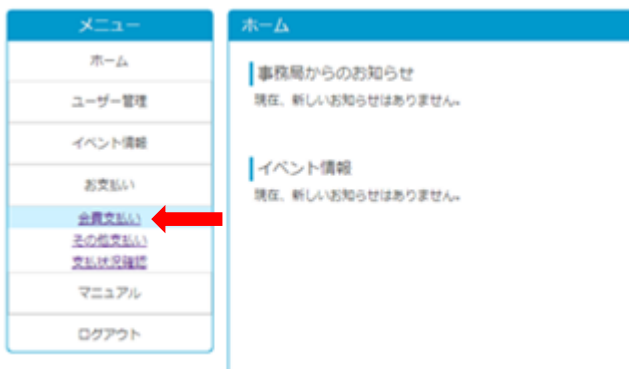 メニュー
ホーム
ユーザー管理
イベント情報
お支払い
会費支払い
その他支払い
支払状況確認
マニュアル
ログアウト
ホーム
事務局からのお知らせ
現在、新しいお知らせはありません。
イベント情報
現在、新しいお知らせはありません。